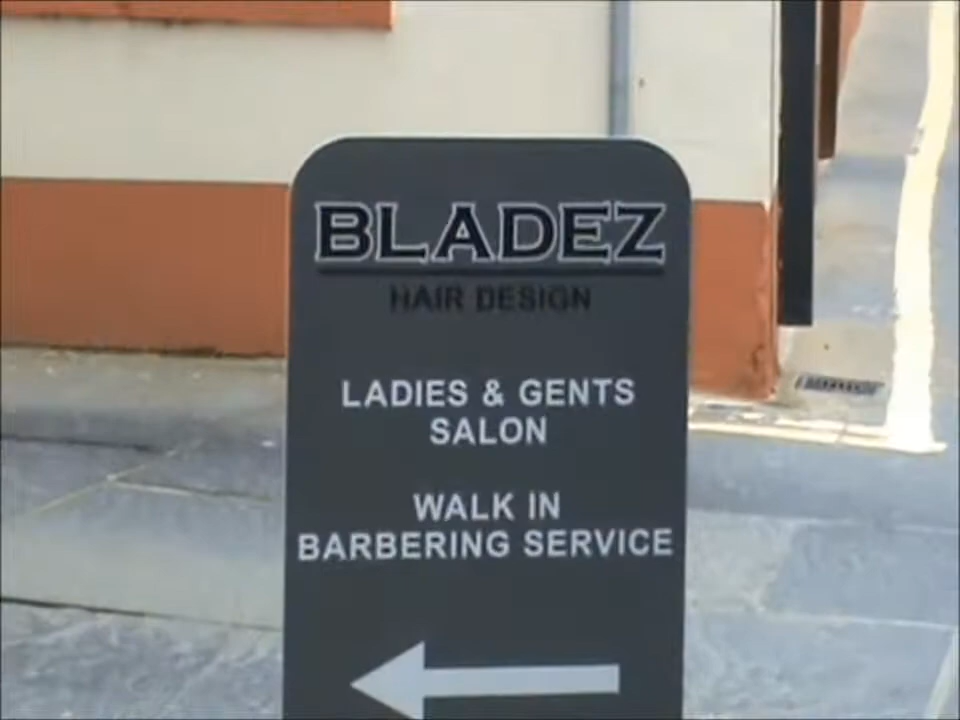 BLADEZ
HAIR DESIGN
LADIES & GENTS
SALON
WALK IN
BARBERING SERVICE